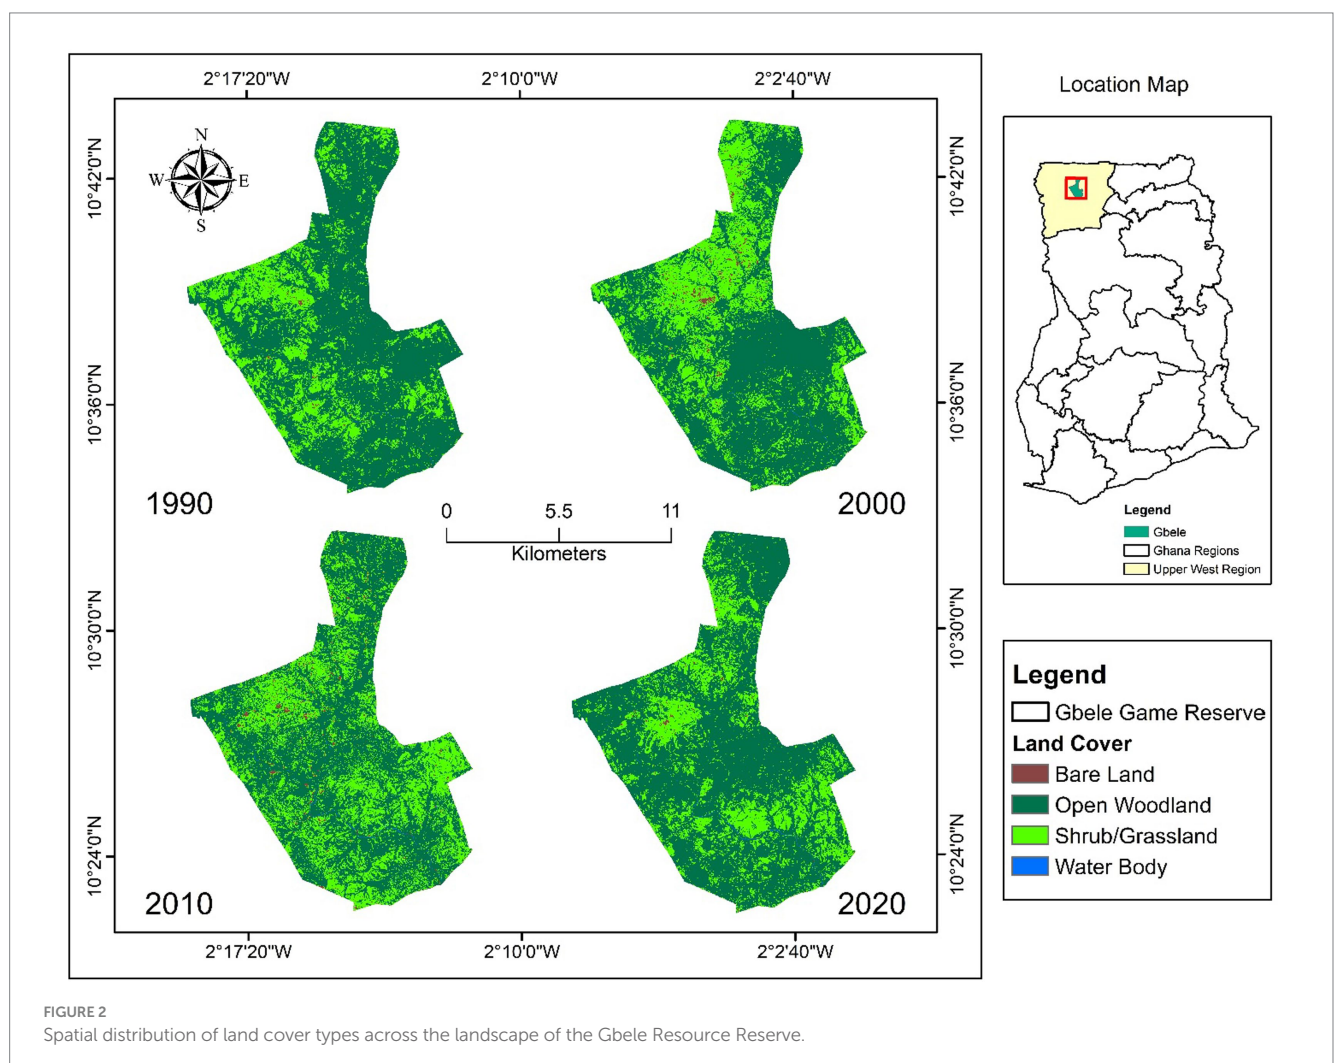 2°17'20"W
2°10'0"W
2°2'40"W
Location Map
N
W
E
S
10°42'0"N
10°42'0"N
10°36'0"N
10°36'0"N
1990
2000
0
5.5
11
Kilometers
Legend
Gbele
Ghana Regions
Upper West Region
10°30'0"N
10°30'0"N
Legend
Gbele Game Reserve
Land Cover
Bare Land
Open Woodland
Shrub/Grassland
Water Body
10°24'0"N
10°24'0"N
2010
2020
2°17'20"W
2°10'0"W
2°2'40"W
FIGURE 2
Spatial distribution of land cover types across the landscape of the Gbele Resource Reserve.